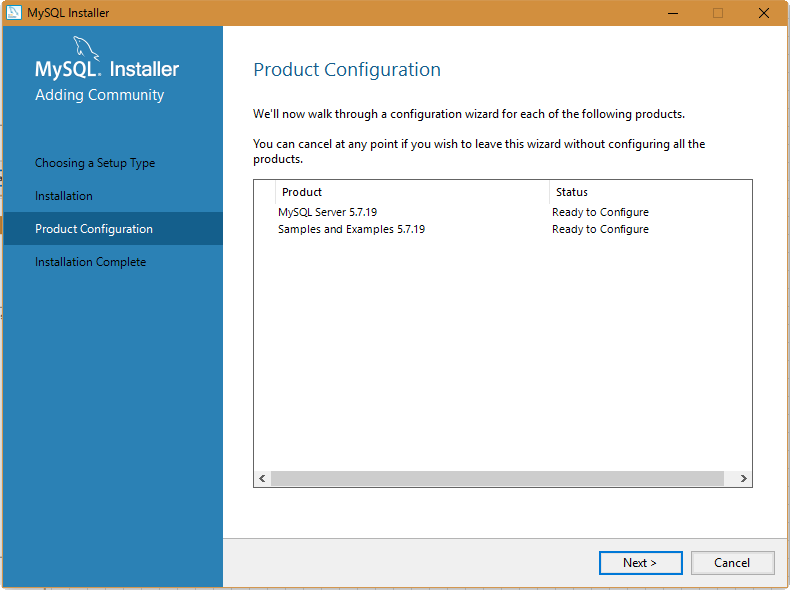 MySQL Installer
MySQL. Installer
Adding Community
Choosing a Setup Type
Installation
Product Configuration
Installation Complete
Product Configuration
We'll now walk through a configuration wizard for each of the following products.
You can cancel at any point if you wish to leave this wizard without configuring all the
products.
Product Status
MySQL Server 5.7.19 Ready to Configure
Samples and Examples 5.7.19 Ready to Configure
Next > Cancel